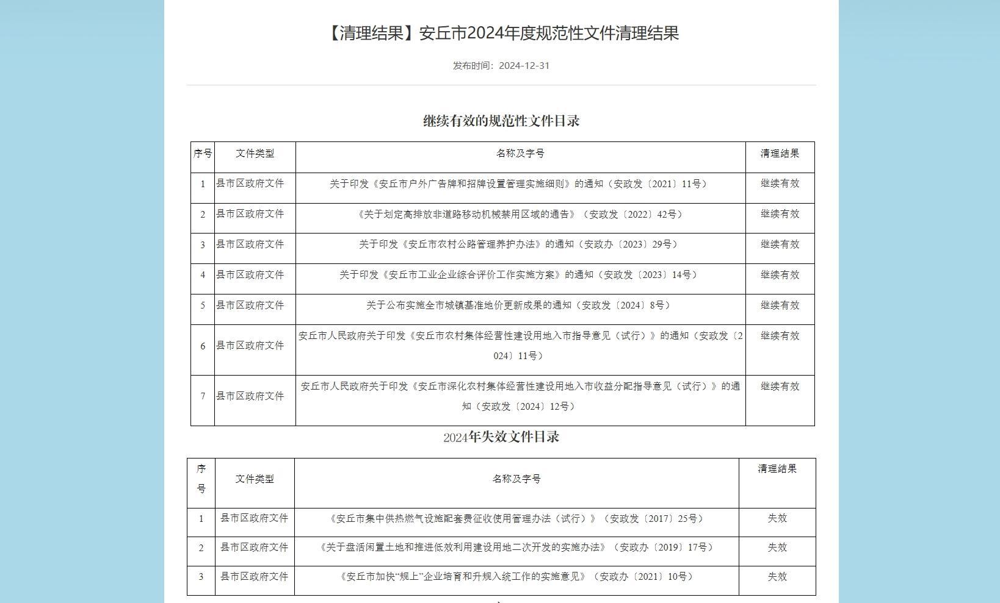 【清理结果】安丘市2024年度规范性文件清理结果
发布时间：2024-12-31
继续有效的规范性文件目录
序号 文件类型 名称及字号 清理结果
1 县市区政府文件 关于印发《安丘市户外广告牌和招牌设置管理实施细则》的通知（安政发〔2021〕11号） 继续有效
2 县市区政府文件 《关于划定高排放非道路移动机械禁用区域的通告》（安政发〔2022〕42号） 继续有效
3 县市区政府文件 关于印发《安丘市农村公路管理养护办法》的通知（安政办〔2023〕29号） 继续有效
4 县市区政府文件 关于印发《安丘市工业企业综合评价工作实施方案》的通知（安政发〔2023〕14号） 继续有效
5 县市区政府文件 关于公布实施全市城镇基准地价更新成果的通知（安政发〔2024〕8号） 继续有效
6 县市区政府文件 安丘市人民政府关于印发《安丘市农村集体经营性建设用地入市指导意见（试行）》的通知（安政发〔2 继续有效
024〕11号）
7 县市区政府文件 安丘市人民政府关于印发《安丘市深化农村集体经营性建设用地入市收益分配指导意见（试行）》的通 继续有效
知（安政发〔2024〕12号）
2024年失效文件目录
序 文件类型 名称及字号 清理结果
号
1 县市区政府文件 《安丘市集中供热燃气设施配套费征收使用管理办法（试行）》（安政发〔2017〕25号） 失效
2 县市区政府文件 《关于盘活闲置土地和推进低效利用建设用地二次开发的实施办法》（安政办〔2019〕17号） 失效
3 县市区政府文件 《安丘市加快“规上”企业培育和升规入统工作的实施意见》（安政办〔2021〕10号） 失效